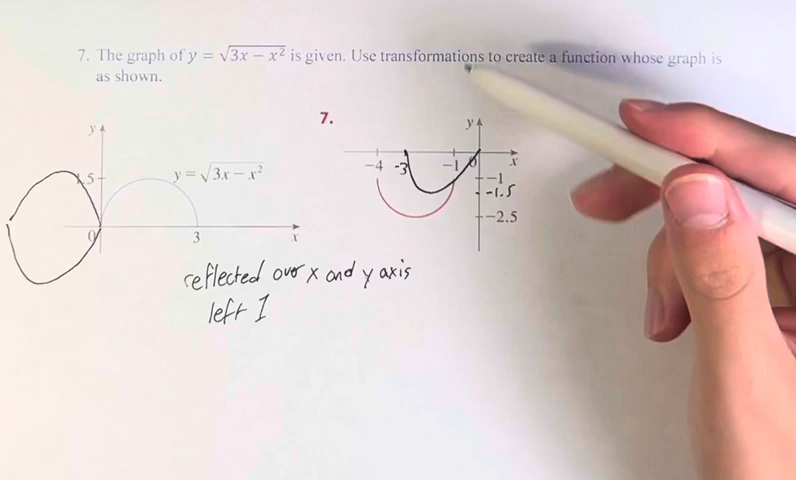 7. The graph of y = √3x − x² is given. Use transformations to create a function whose graph is
as shown.
7.
y
1.5
y = √3x − x²
0
3
x
y
-4 -3 -1 0
x
-1
-1.5
-2.5
reflected over x and y axis
left 1